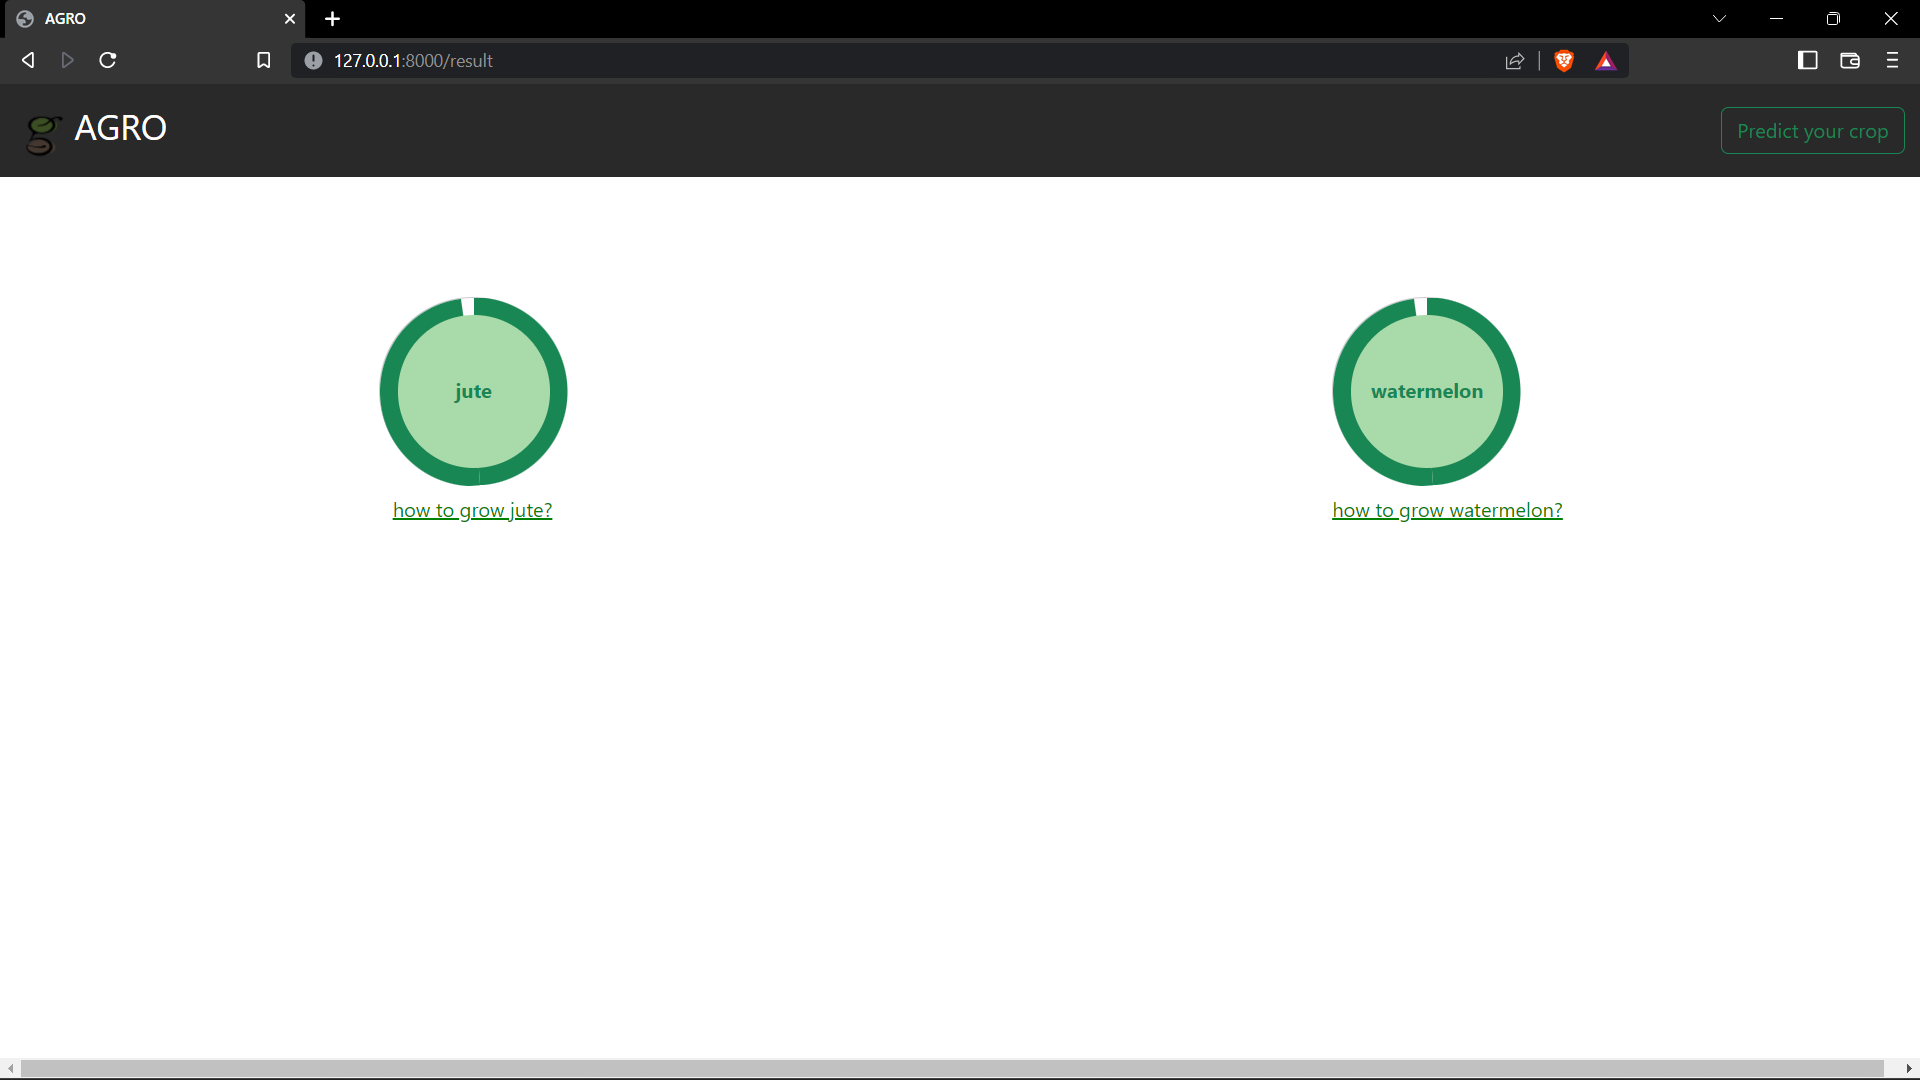 AGRO
127.0.0.1:8000/result
AGRO
Predict your crop
jute
watermelon
how to grow jute?
how to grow watermelon?